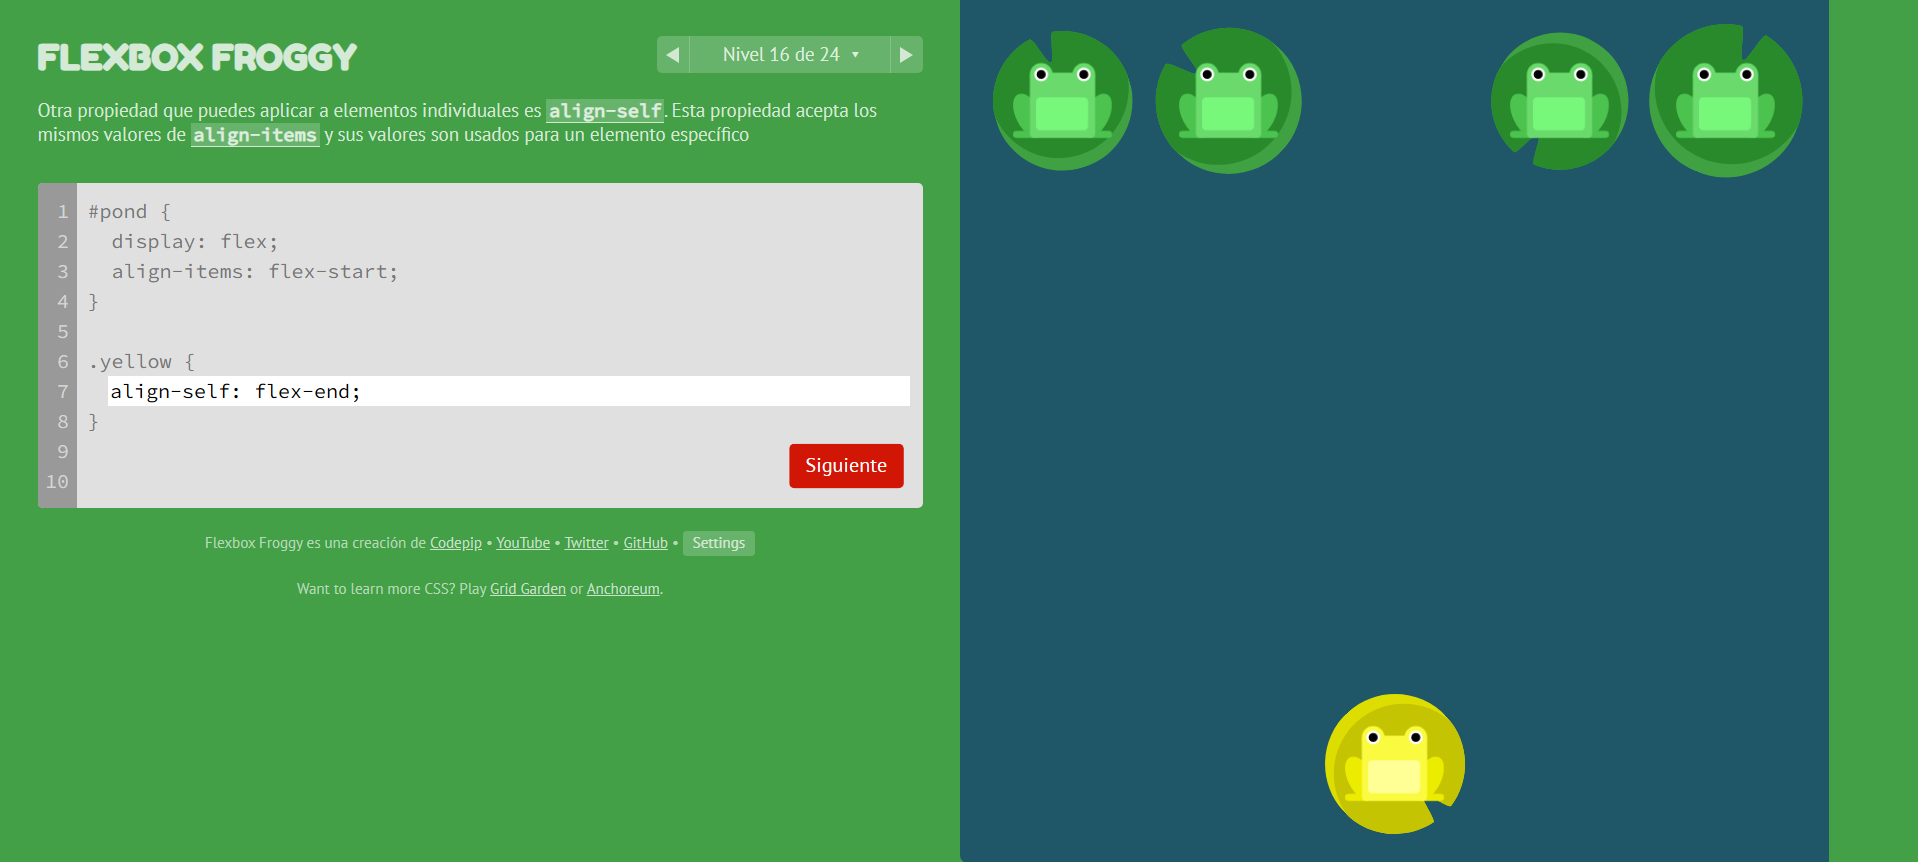 FLEXBOX FROGGY
◀ Nivel 16 de 24 ▾ ▶
Otra propiedad que puedes aplicar a elementos individuales es align-self. Esta propiedad acepta los
mismos valores de align-items y sus valores son usados para un elemento específico
1 #pond {
2   display: flex;
3   align-items: flex-start;
4 }
5
6 .yellow {
7   align-self: flex-end;
8 }
9
10
Siguiente
Flexbox Froggy es una creación de Codepip • YouTube • Twitter • GitHub • Settings
Want to learn more CSS? Play Grid Garden or Anchoreum.